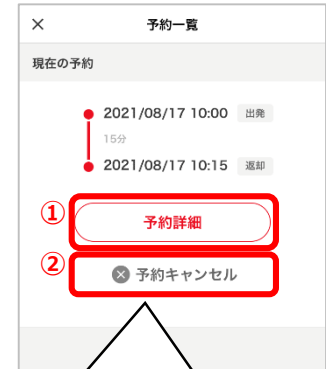 × 予約一覧
現在の予約
2021/08/17 10:00 出発
15分
2021/08/17 10:15 返却
① 予約詳細
② 予約キャンセル